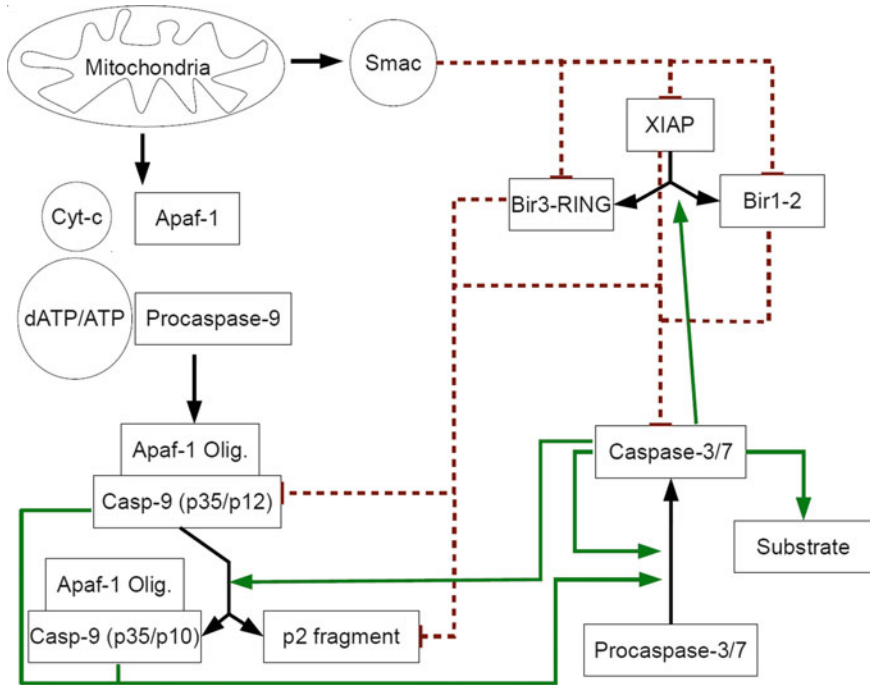 Mitochondria
Smac
XIAP
Bir3-RING
Bir1-2
Cyt-c
Apaf-1
dATP/ATP
Procaspase-9
Apaf-1 Olig.
Casp-9 (p35/p12)
Caspase-3/7
Substrate
Apaf-1 Olig.
Casp-9 (p35/p10)
p2 fragment
Procaspase-3/7